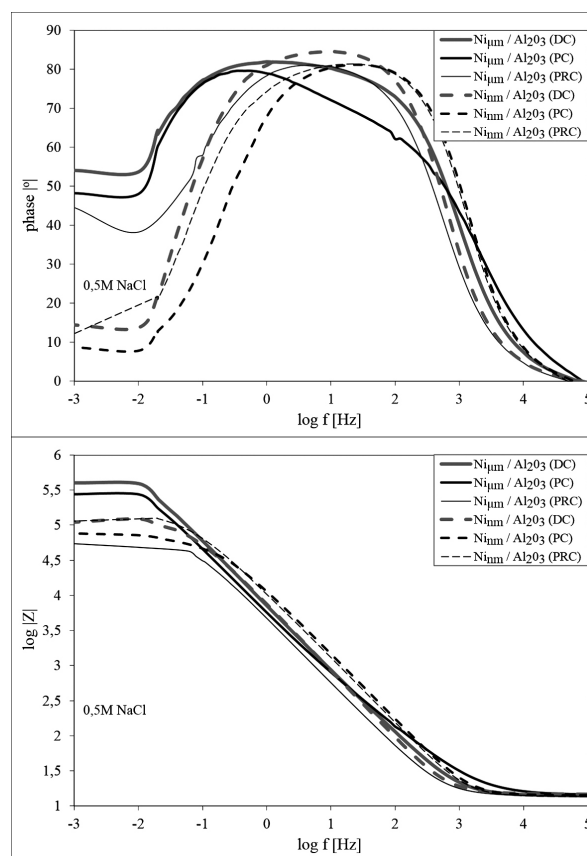 90
80
70
60
50
40
30
20
10
0
phase |º|
Niμm / Al2O3 (DC)
Niμm / Al2O3 (PC)
Niμm / Al2O3 (PRC)
Ninm / Al2O3 (DC)
Ninm / Al2O3 (PC)
Ninm / Al2O3 (PRC)
0,5M NaCl
-3 -2 -1 0 1 2 3 4 5
log f [Hz]
6
5,5
5
4,5
4
3,5
3
2,5
2
1,5
1
log |Z|
Niμm / Al2O3 (DC)
Niμm / Al2O3 (PC)
Niμm / Al2O3 (PRC)
Ninm / Al2O3 (DC)
Ninm / Al2O3 (PC)
Ninm / Al2O3 (PRC)
0,5M NaCl
-3 -2 -1 0 1 2 3 4 5
log f [Hz]